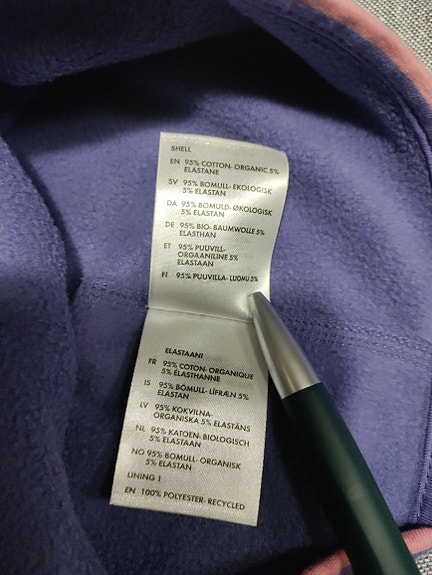 SHELL
EN 95% COTTON- ORGANIC 5%
ELASTANE
SV 95% BOMULL- EKOLOGISK
5% ELASTAN
DA 95% BOMULD- ØKOLOGISK
5% ELASTAN
DE 95% BIO- BAUMWOLLE 5%
ELASTHAN
ET 95% PUUVILL-
ORGAANILINE 5%
ELASTAAN
FI 95% PUUVILLA- LUOMU 5%
ELASTAANI
FR 95% COTON- ORGANIQUE
5% ÉLASTHANNE
IS 95% BÓMULL- LÍFRÆN 5%
ELASTAN
LV 95% KOKVILNA-
ORGANISKA 5% ELASTĀNS
NL 95% KATOEN- BIOLOGISCH
5% ELASTAAN
NO 95% BOMULL- ORGANISK
5% ELASTAN
LINING 1
EN 100% POLYESTER- RECYCLED